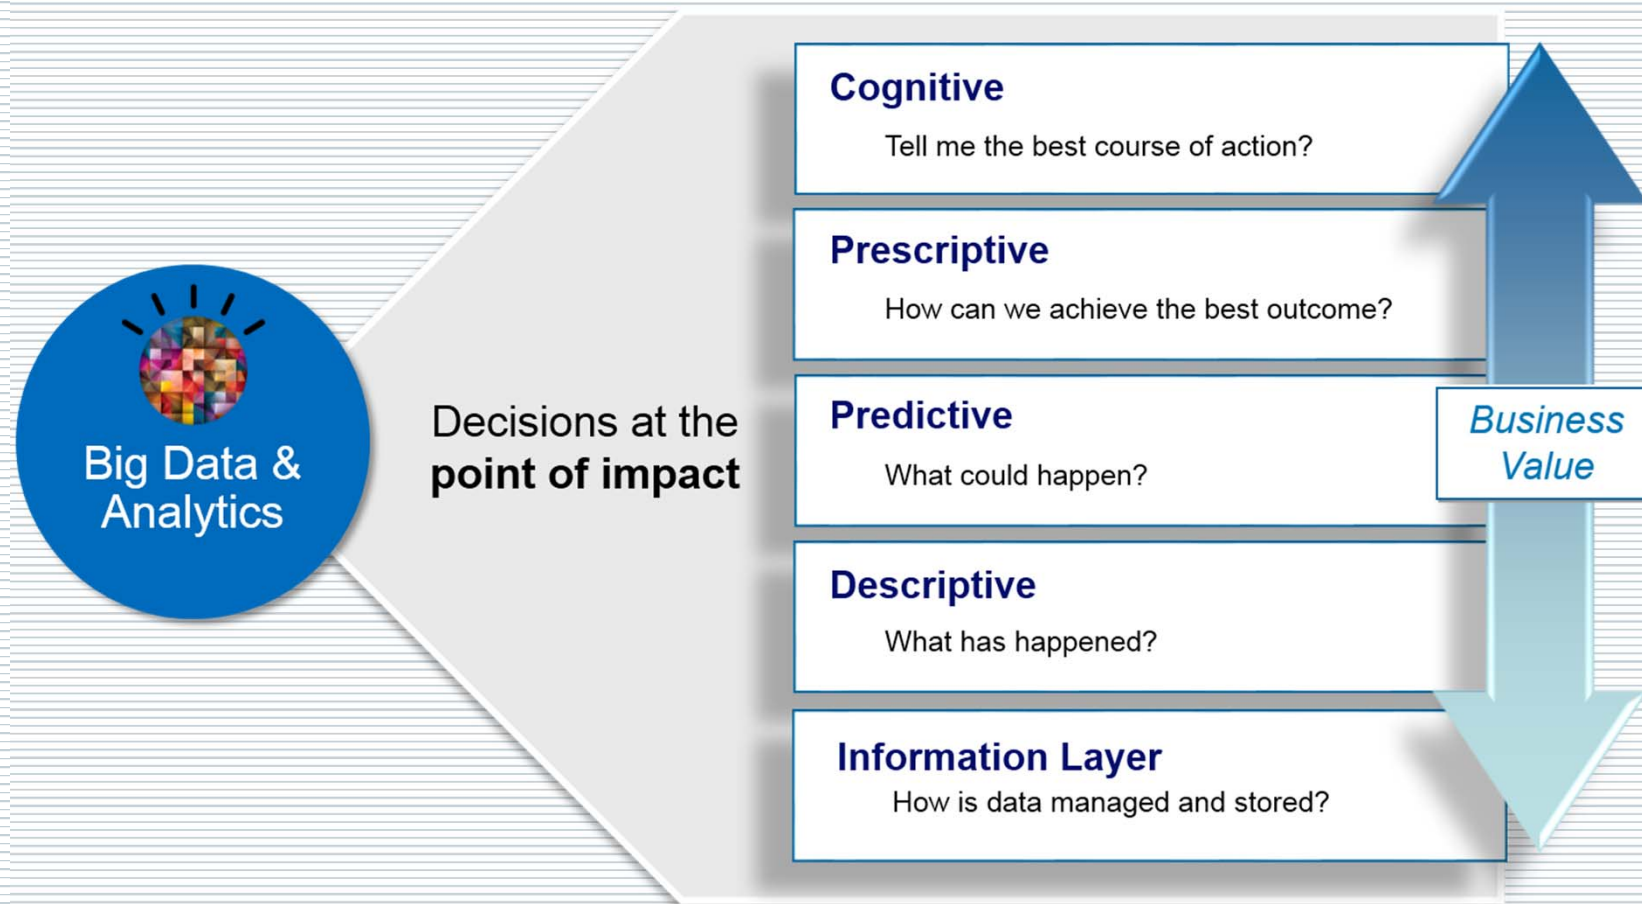 Big Data &
Analytics
Decisions at the
point of impact
Cognitive
Tell me the best course of action?
Prescriptive
How can we achieve the best outcome?
Predictive
What could happen?
Descriptive
What has happened?
Information Layer
How is data managed and stored?
Business
Value